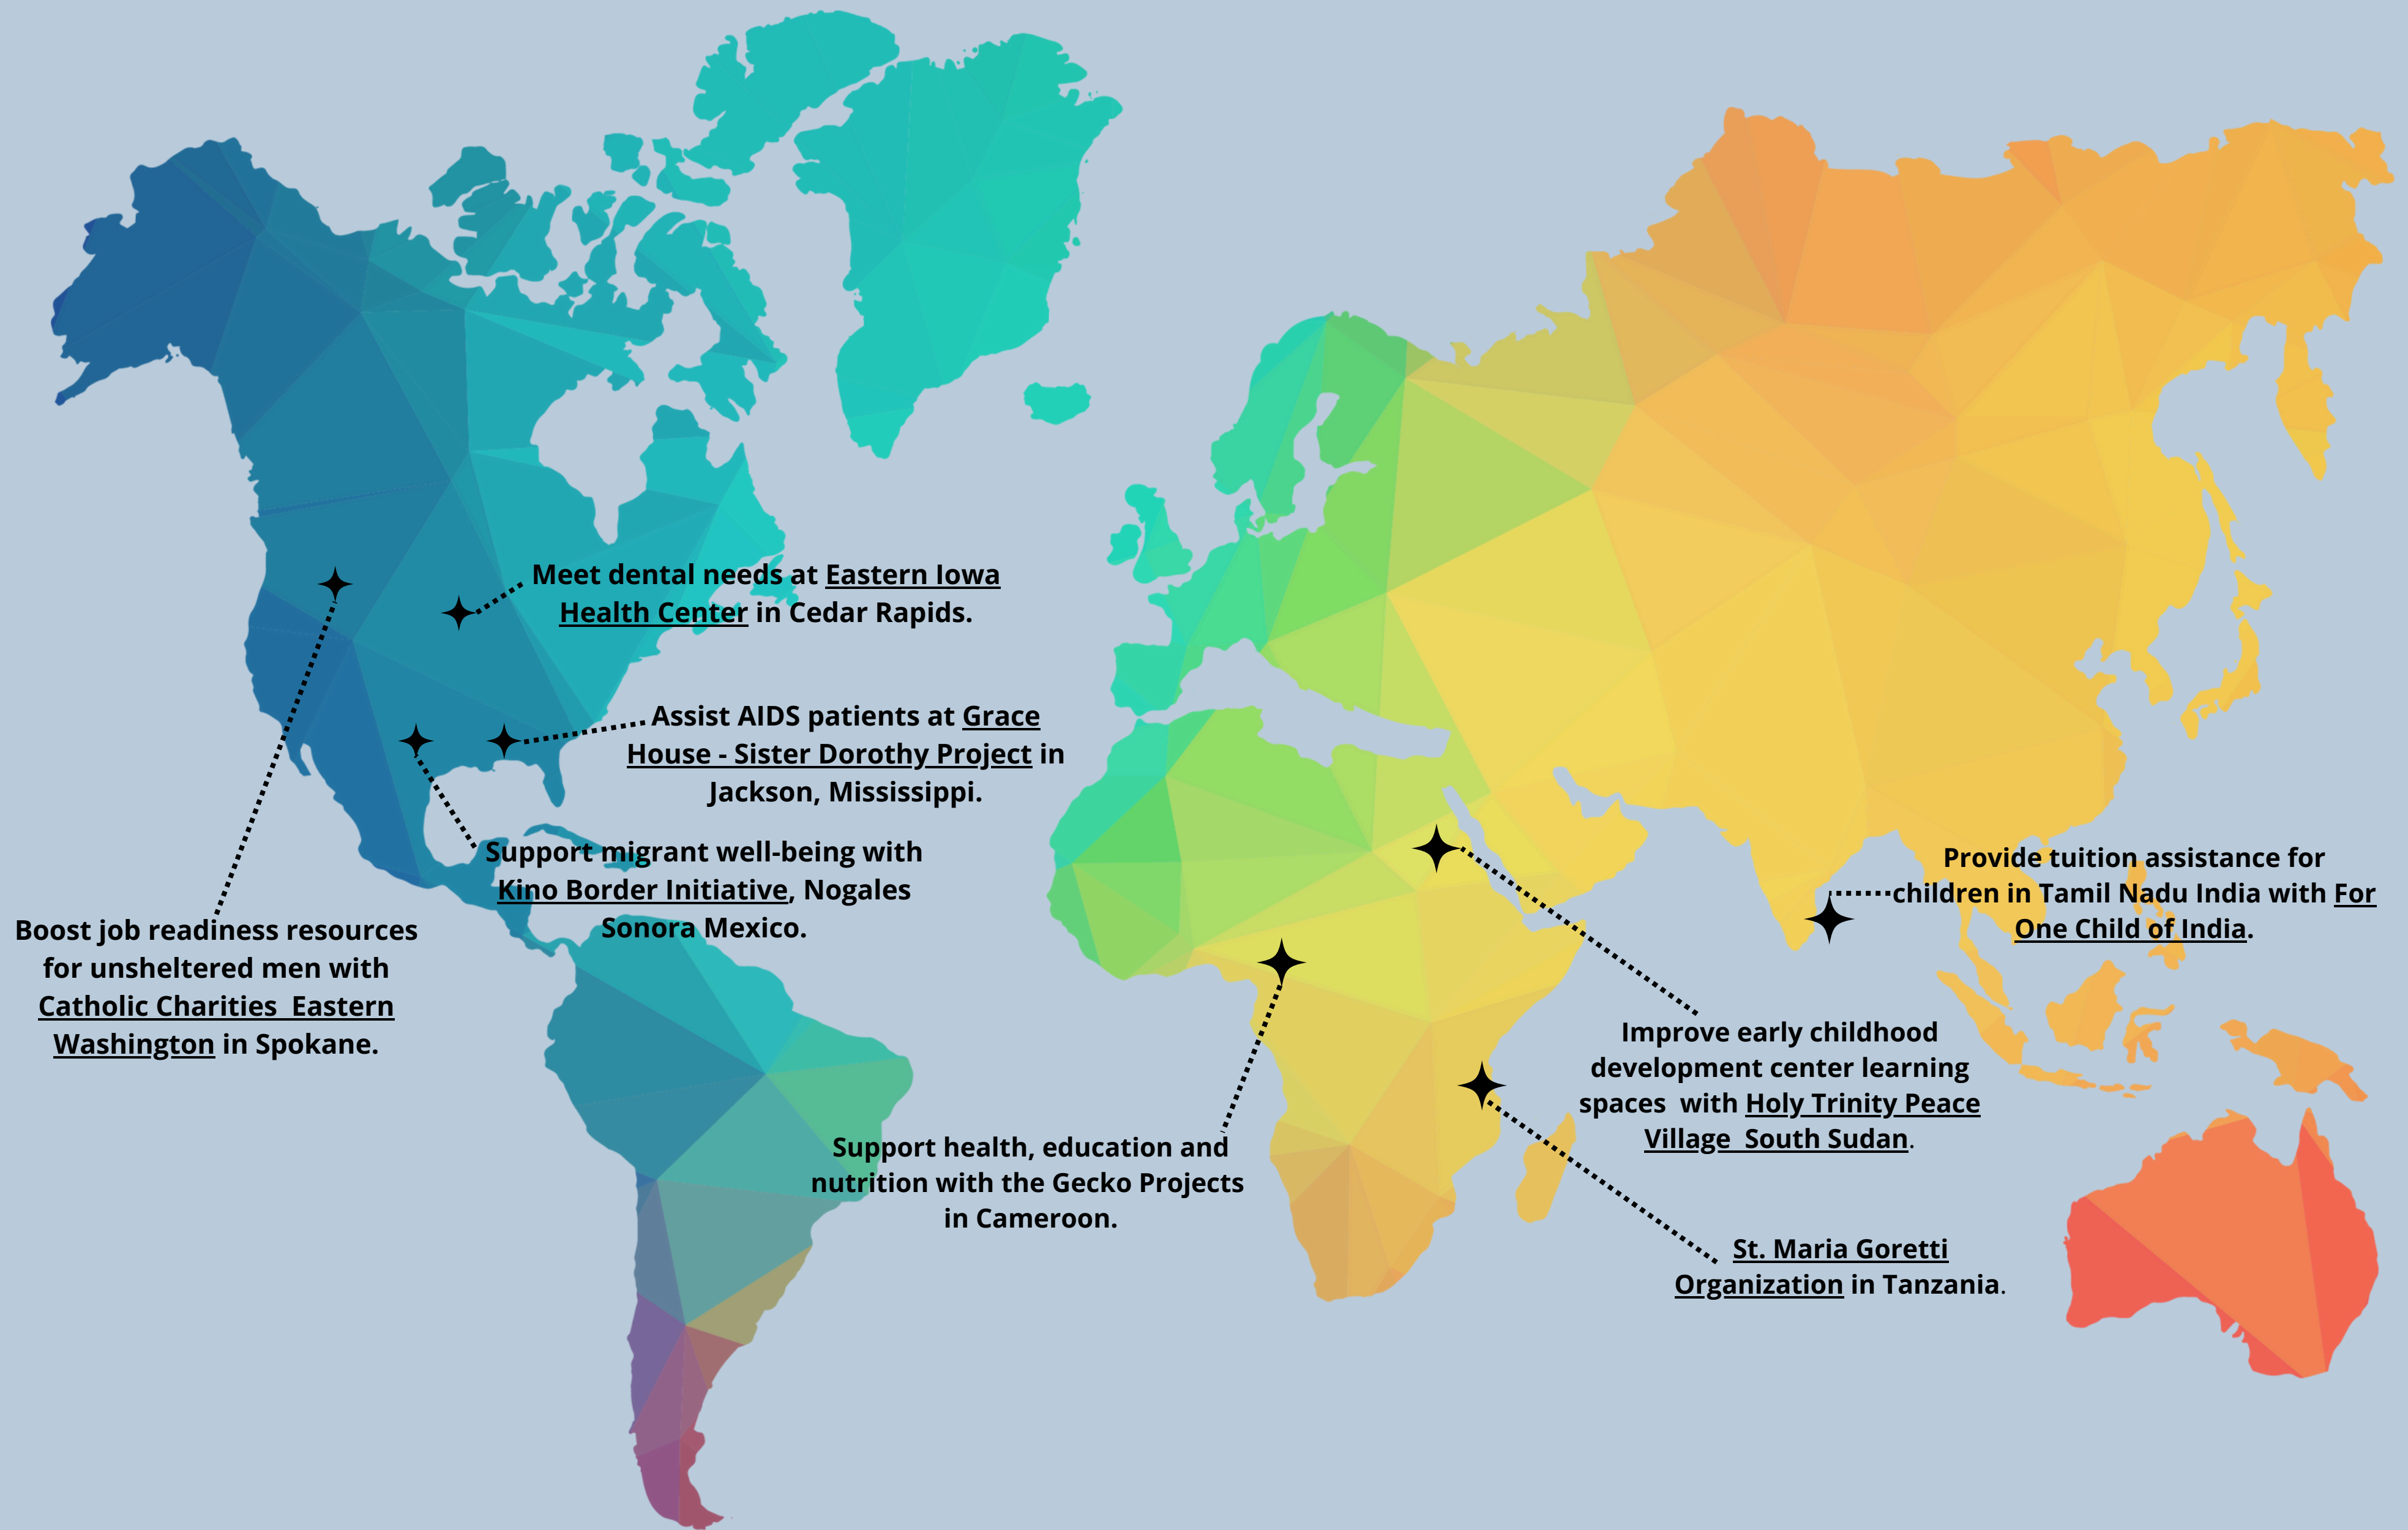 Meet dental needs at Eastern Iowa
Health Center in Cedar Rapids.
Assist AIDS patients at Grace
House - Sister Dorothy Project in
Jackson, Mississippi.
Support migrant well-being with
Kino Border Initiative, Nogales
Sonora Mexico.
Boost job readiness resources
for unsheltered men with
Catholic Charities  Eastern
Washington in Spokane.
Provide tuition assistance for
children in Tamil Nadu India with For
One Child of India.
Improve early childhood
development center learning
spaces  with Holy Trinity Peace
Village  South Sudan.
Support health, education and
nutrition with the Gecko Projects
in Cameroon.
St. Maria Goretti
Organization in Tanzania.